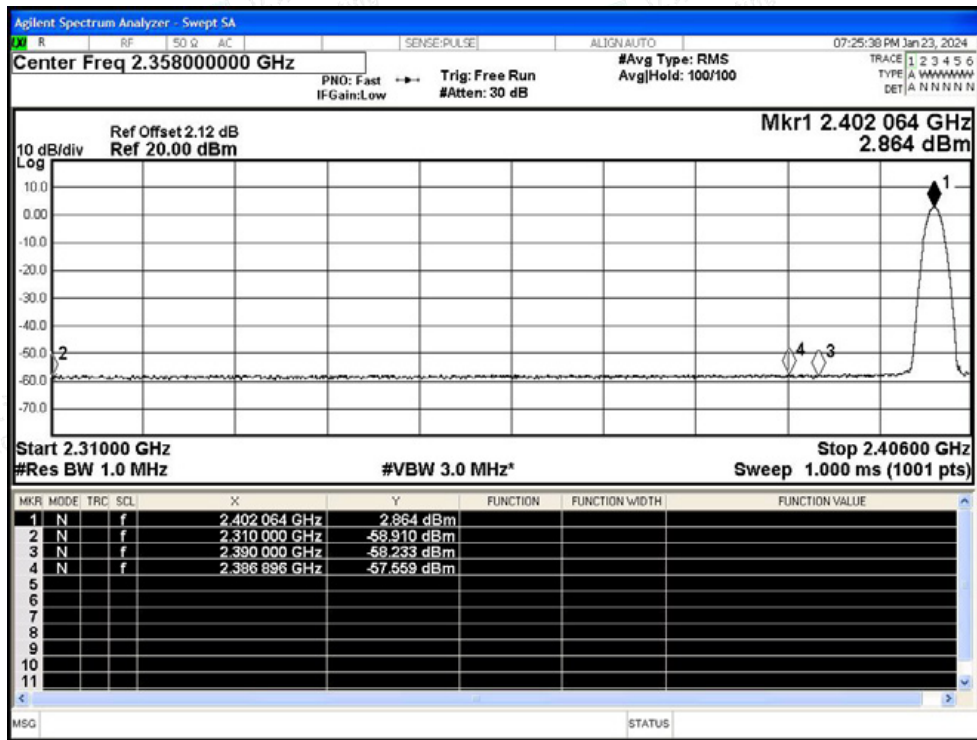 Agilent Spectrum Analyzer - Swept SA
R RF 50 Ω AC SENSE:PULSE ALIGNAUTO 07:25:38 PM Jan 23, 2024
Center Freq 2.358000000 GHz #Avg Type: RMS TRACE 1 2 3 4 5 6
PNO: Fast Trig: Free Run Avg|Hold: 100/100 TYPE A WWWWW
IFGain:Low #Atten: 30 dB DET A N N N N N
Mkr1 2.402 064 GHz
Ref Offset 2.12 dB
10 dB/div Ref 20.00 dBm 2.864 dBm
Log
10.0
1
0.00
-10.0
-20.0
-30.0
-40.0
-50.0 2 4 3
-60.0
-70.0
Start 2.31000 GHz Stop 2.40600 GHz
#Res BW 1.0 MHz #VBW 3.0 MHz* Sweep 1.000 ms (1001 pts)
MKR MODE TRC SCL X Y FUNCTION FUNCTION WIDTH FUNCTION VALUE
1 N f 2.402 064 GHz 2.864 dBm
2 N f 2.310 000 GHz -58.910 dBm
3 N f 2.390 000 GHz -58.233 dBm
4 N f 2.386 896 GHz -57.559 dBm
5
6
7
8
9
10
11
MSG STATUS